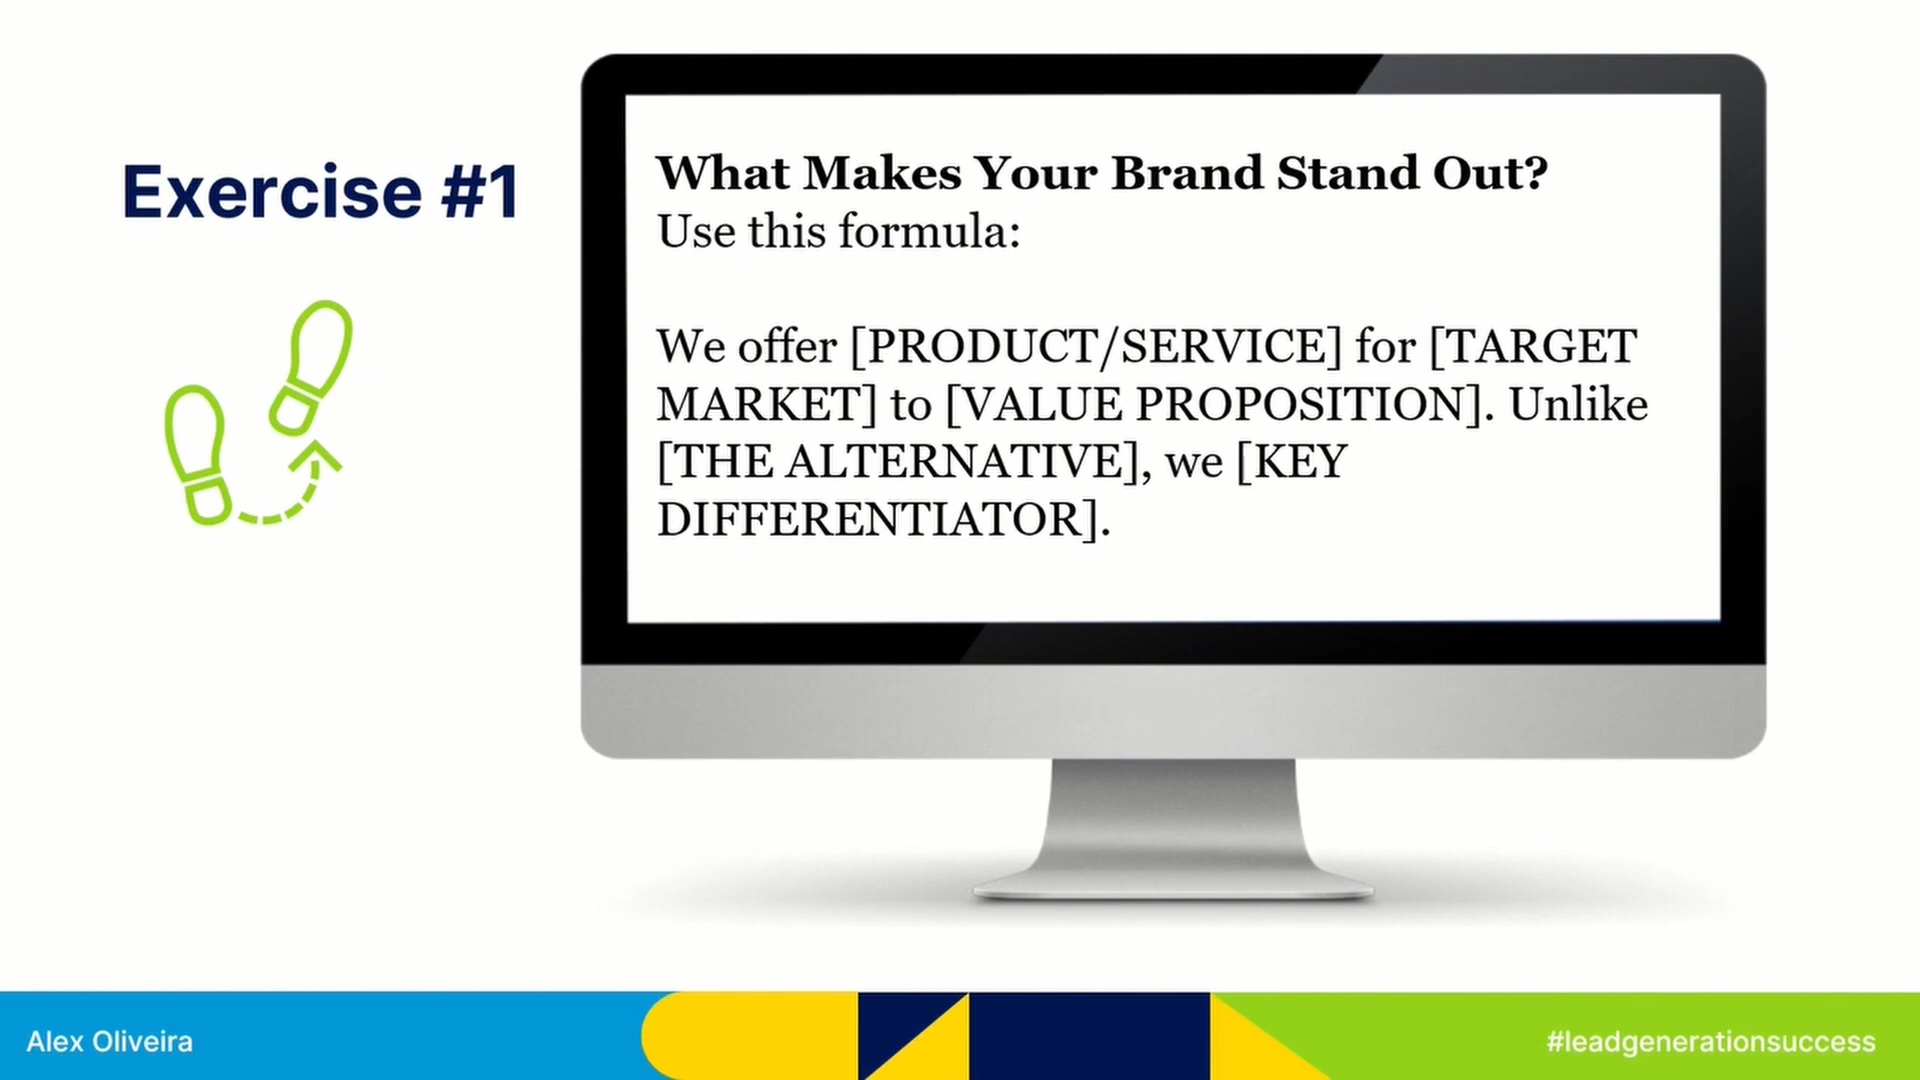 Exercise #1
What Makes Your Brand Stand Out?
Use this formula:
We offer [PRODUCT/SERVICE] for [TARGET
MARKET] to [VALUE PROPOSITION]. Unlike
[THE ALTERNATIVE], we [KEY
DIFFERENTIATOR].
Alex Oliveira
#leadgenerationsuccess